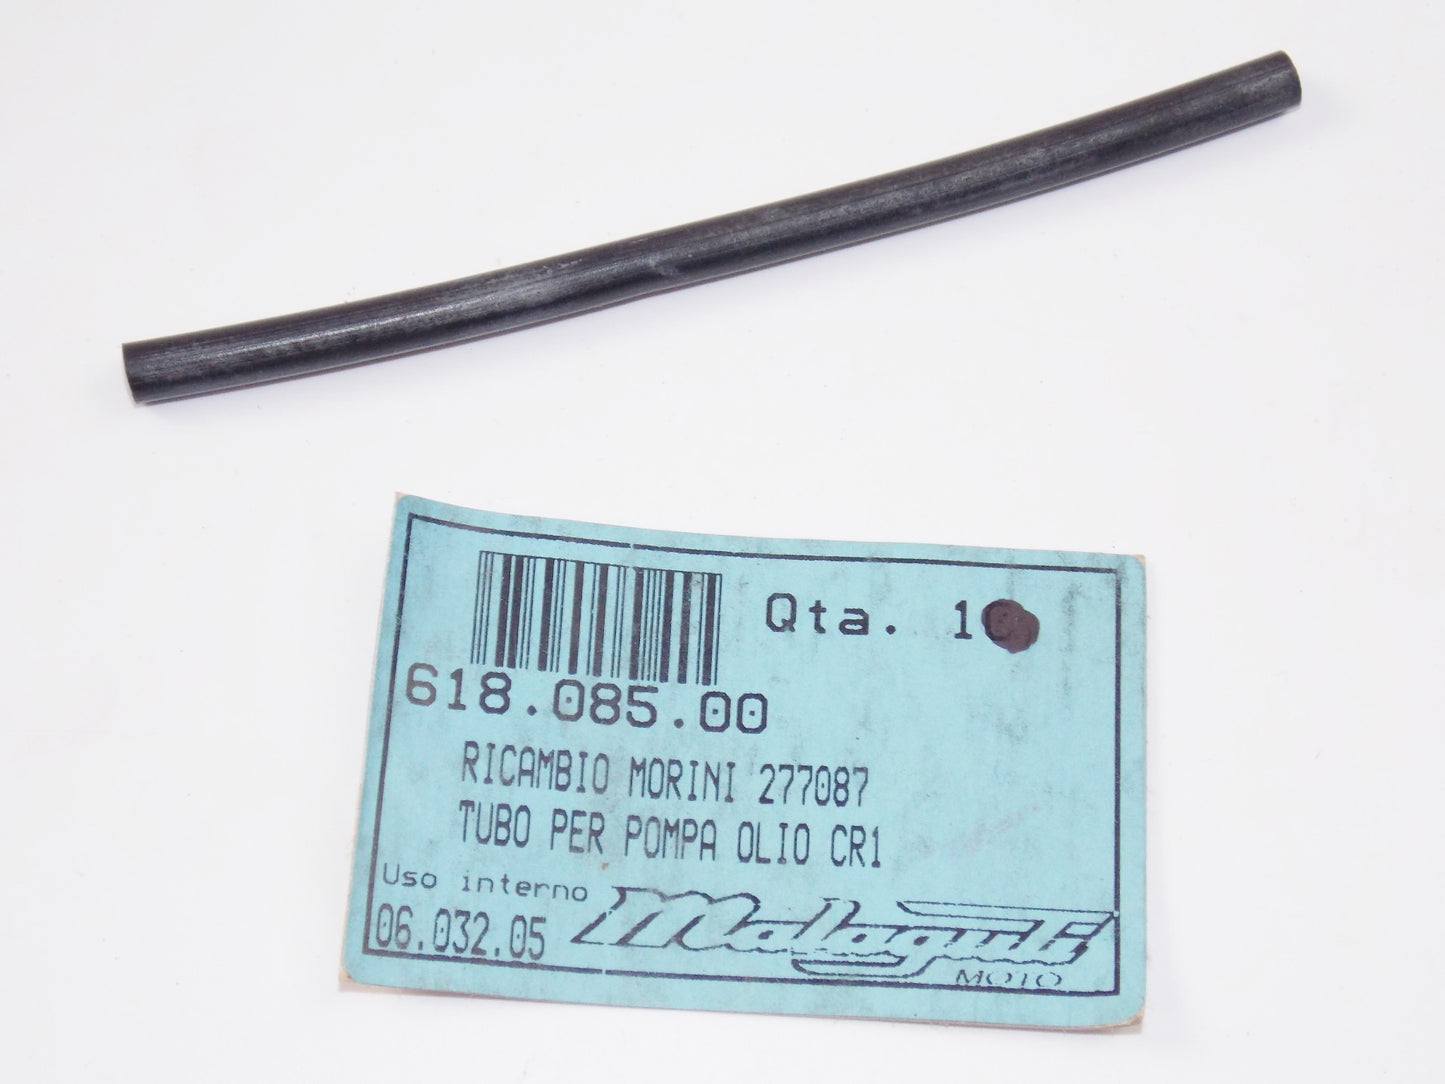 Qta. 10
618.085.00
RICAMBIO MORINI 277087
TUBO PER POMPA OLIO CR1
Uso interno
06.032.05
Malaguti
MOTO